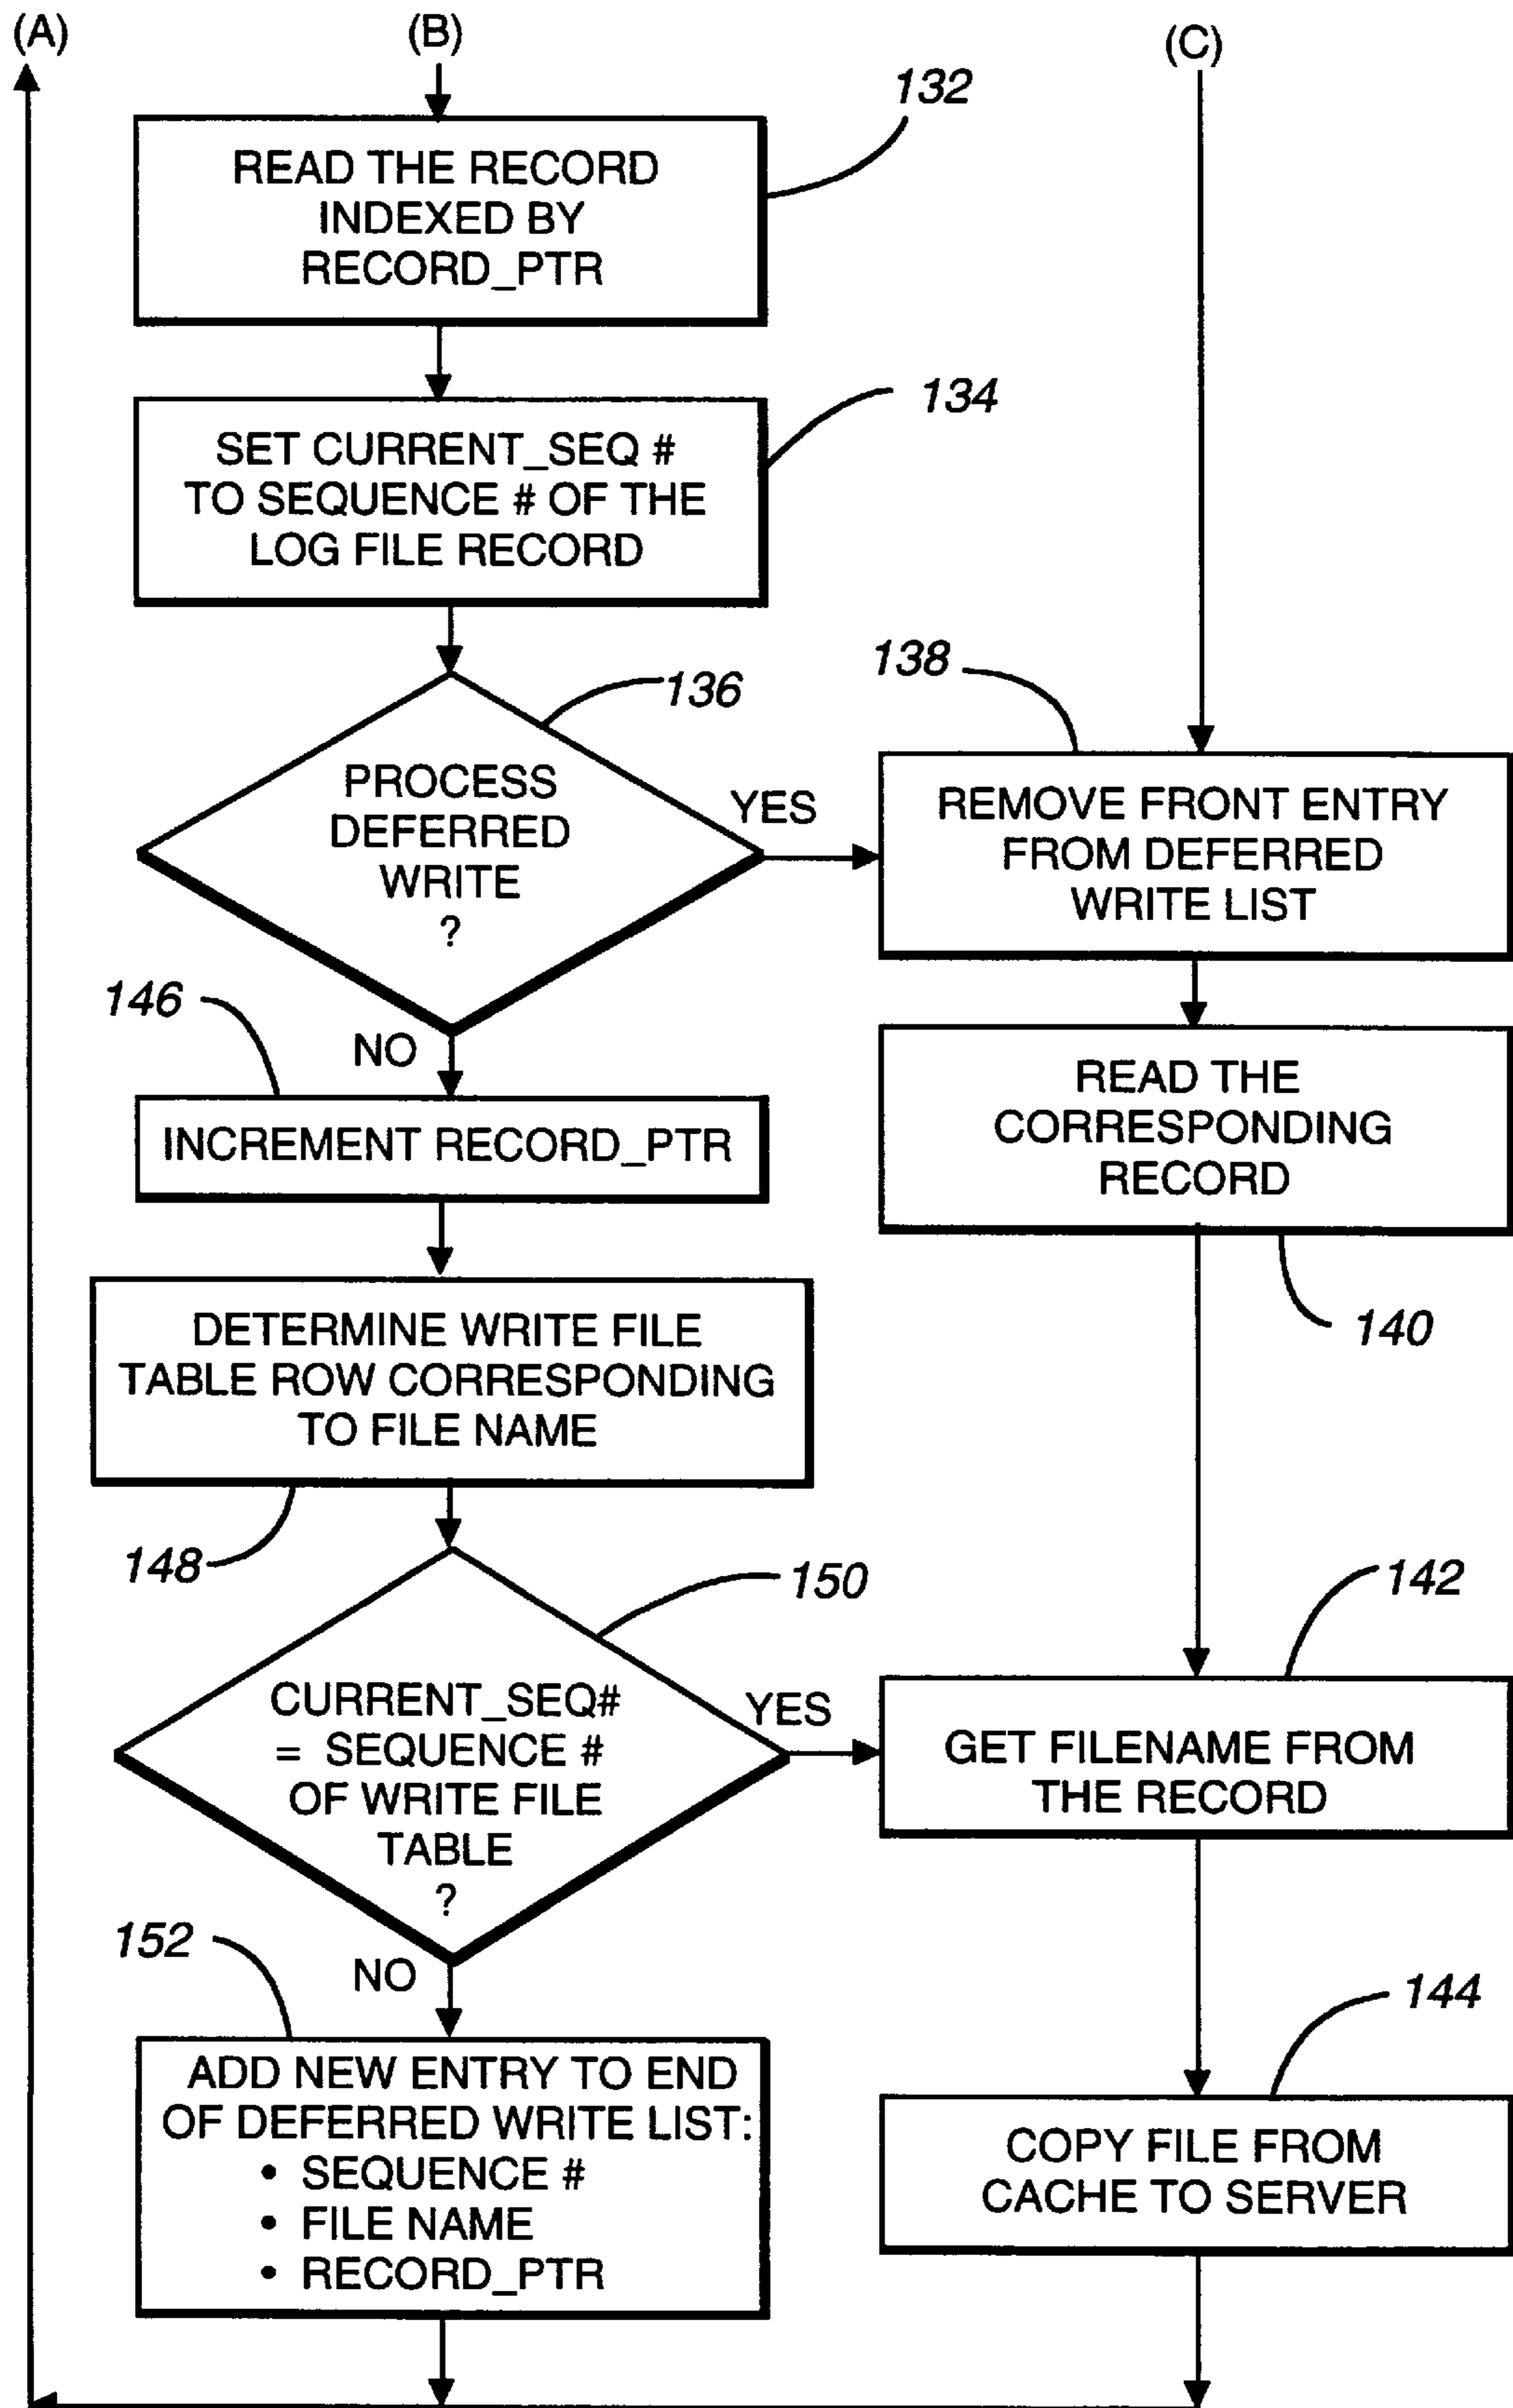 (A)
(B)
(C)
132
READ THE RECORD
INDEXED BY
RECORD_PTR
134
SET CURRENT_SEQ #
TO SEQUENCE # OF THE
LOG FILE RECORD
136
PROCESS
DEFERRED
WRITE
?
YES
138
REMOVE FRONT ENTRY
FROM DEFERRED
WRITE LIST
146
NO
INCREMENT RECORD_PTR
READ THE
CORRESPONDING
RECORD
140
DETERMINE WRITE FILE
TABLE ROW CORRESPONDING
TO FILE NAME
148
150
CURRENT_SEQ#
= SEQUENCE #
OF WRITE FILE
TABLE
?
YES
142
GET FILENAME FROM
THE RECORD
152
NO
ADD NEW ENTRY TO END
OF DEFERRED WRITE LIST:
• SEQUENCE #
• FILE NAME
• RECORD_PTR
144
COPY FILE FROM
CACHE TO SERVER